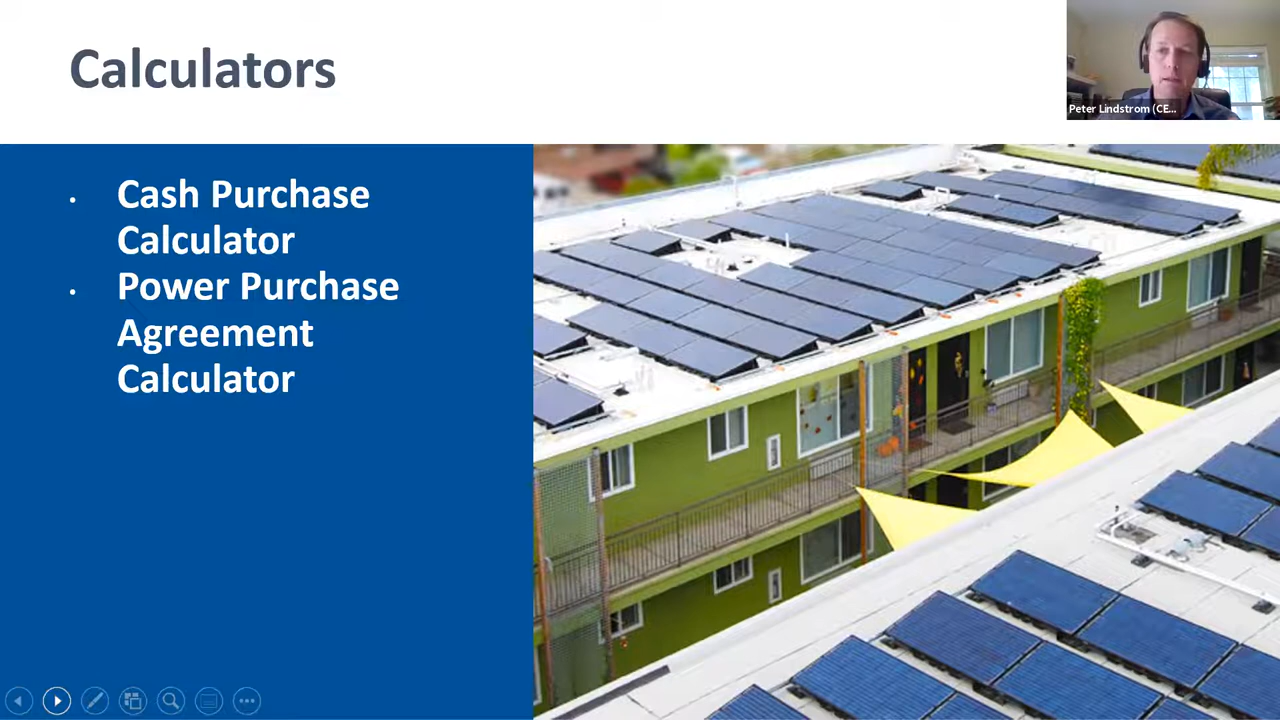 Calculators
Peter Lindstrom (CE...
• Cash Purchase
Calculator
• Power Purchase
Agreement
Calculator